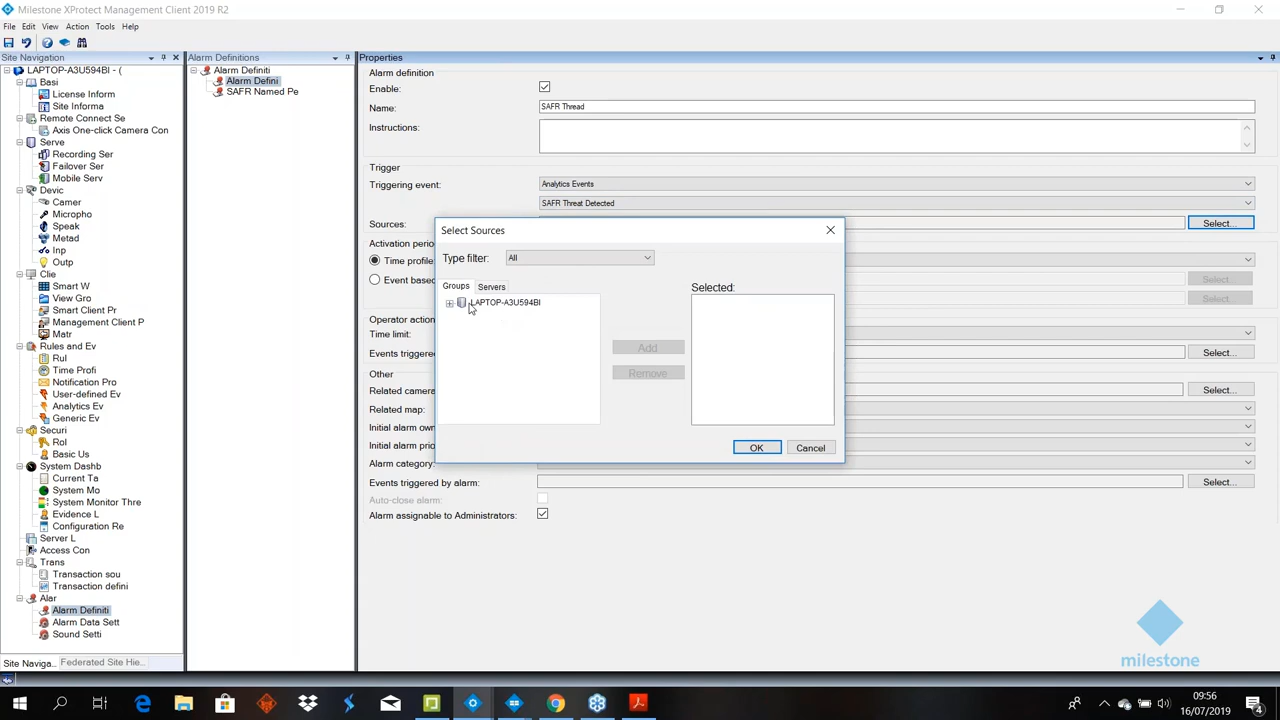 Milestone XProtect Management Client 2019 R2
File Edit View Action Tools Help
Site Navigation
LAPTOP-A3U594BI - (
Basi
License Inform
Site Informa
Remote Connect Se
Axis One-click Camera Con
Serve
Recording Ser
Failover Ser
Mobile Serv
Devic
Camer
Micropho
Speak
Metad
Inp
Outp
Clie
Smart W
View Gro
Smart Client Pr
Management Client P
Matr
Rules and Ev
Rul
Time Profi
Notification Pro
User-defined Ev
Analytics Ev
Generic Ev
Securi
Rol
Basic Us
System Dashb
Current Ta
System Mo
System Monitor Thre
Evidence L
Configuration Re
Server L
Access Con
Trans
Transaction sou
Transaction defini
Alar
Alarm Definiti
Alarm Data Sett
Sound Setti
Site Naviga... Federated Site Hie...
Alarm Definitions
Alarm Definiti
Alarm Defini
SAFR Named Pe
Properties
Alarm definition
Enable:
Name: SAFR Thread
Instructions:
Trigger
Triggering event: Analytics Events
SAFR Threat Detected
Sources: Select...
Activation perio
Time profile
Event based Select...
Select...
Operator action
Time limit:
Events triggered Select...
Other
Related camera Select...
Related map:
Initial alarm own
Initial alarm prio
Alarm category:
Events triggered by alarm: Select...
Auto-close alarm:
Alarm assignable to Administrators:
Select Sources
Type filter: All
Groups Servers
LAPTOP-A3U594BI
Selected:
Add
Remove
OK Cancel
milestone
09:56
16/07/2019
4